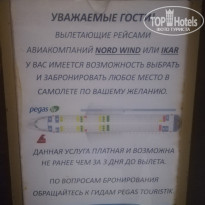 УВАЖАЕМЫЕ ГОСТ
TopHotels
ВЫЛЕТАЮЩИЕ РЕЙСАМИ
АВИАКОМПАНИЙ NORD WIND ИЛИ IKAR
У ВАС ИМЕЕТСЯ ВОЗМОЖНОСТЬ ВЫБРАТЬ
И ЗАБРОНИРОВАТЬ ЛЮБОЕ МЕСТО В
САМОЛЕТЕ ПО ВАШЕМУ ЖЕЛАНИЮ.
pegas
ДАННАЯ УСЛУГА ПЛАТНАЯ И ВОЗМОЖНА
НЕ РАНЕЕ ЧЕМ ЗА 3 ДНЯ ДО ВЫЛЕТА.
ПО ВОПРОСАМ БРОНИРОВАНИЯ
ОБРАЩАЙТЕСЬ К ГИДАМ PEGAS TOURISTIK